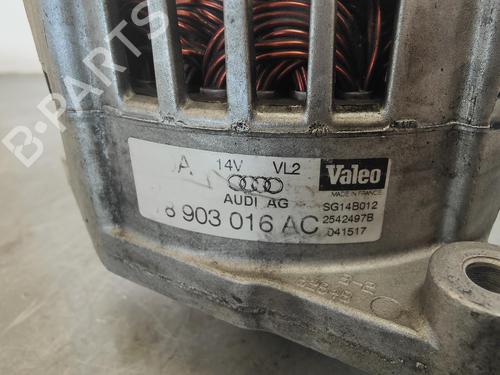 B-PARTS
A 14V VL2
Valeo
MADE IN FRANCE
AUDI AG
SG14B012
8 903 016 AC
2542497B
041517